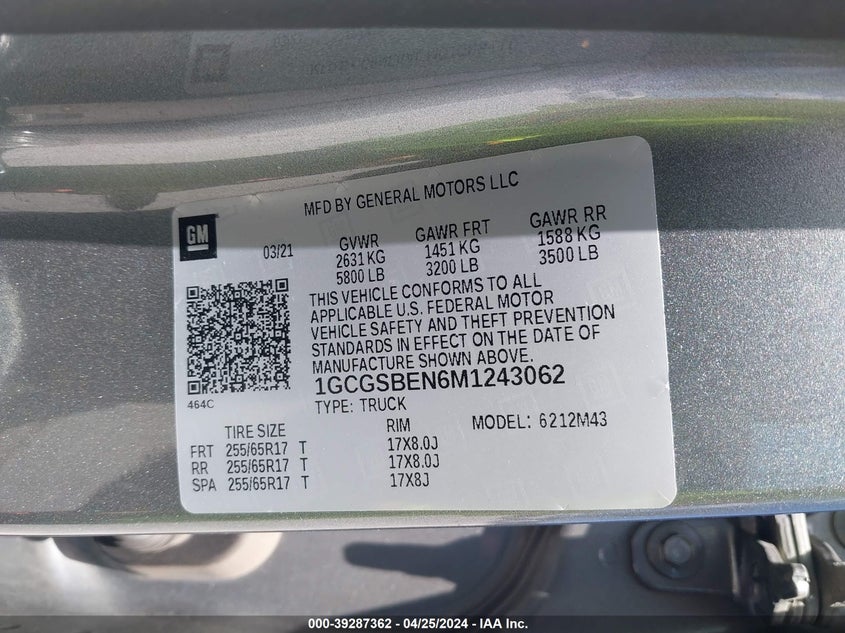 MFD BY GENERAL MOTORS LLC
GM
03/21 GVWR GAWR FRT GAWR RR
2631 KG 1451 KG 1588 KG
5800 LB 3200 LB 3500 LB
THIS VEHICLE CONFORMS TO ALL
APPLICABLE U.S. FEDERAL MOTOR
VEHICLE SAFETY AND THEFT PREVENTION
STANDARDS IN EFFECT ON THE DATE OF
MANUFACTURE SHOWN ABOVE.
1GCGSBEN6M1243062
464C
TYPE: TRUCK
TIRE SIZE RIM MODEL: 6212M43
FRT 255/65R17 T 17X8.0J
RR 255/65R17 T 17X8.0J
SPA 255/65R17 T 17X8J
000-39287362 - 04/25/2024 - IAA Inc.